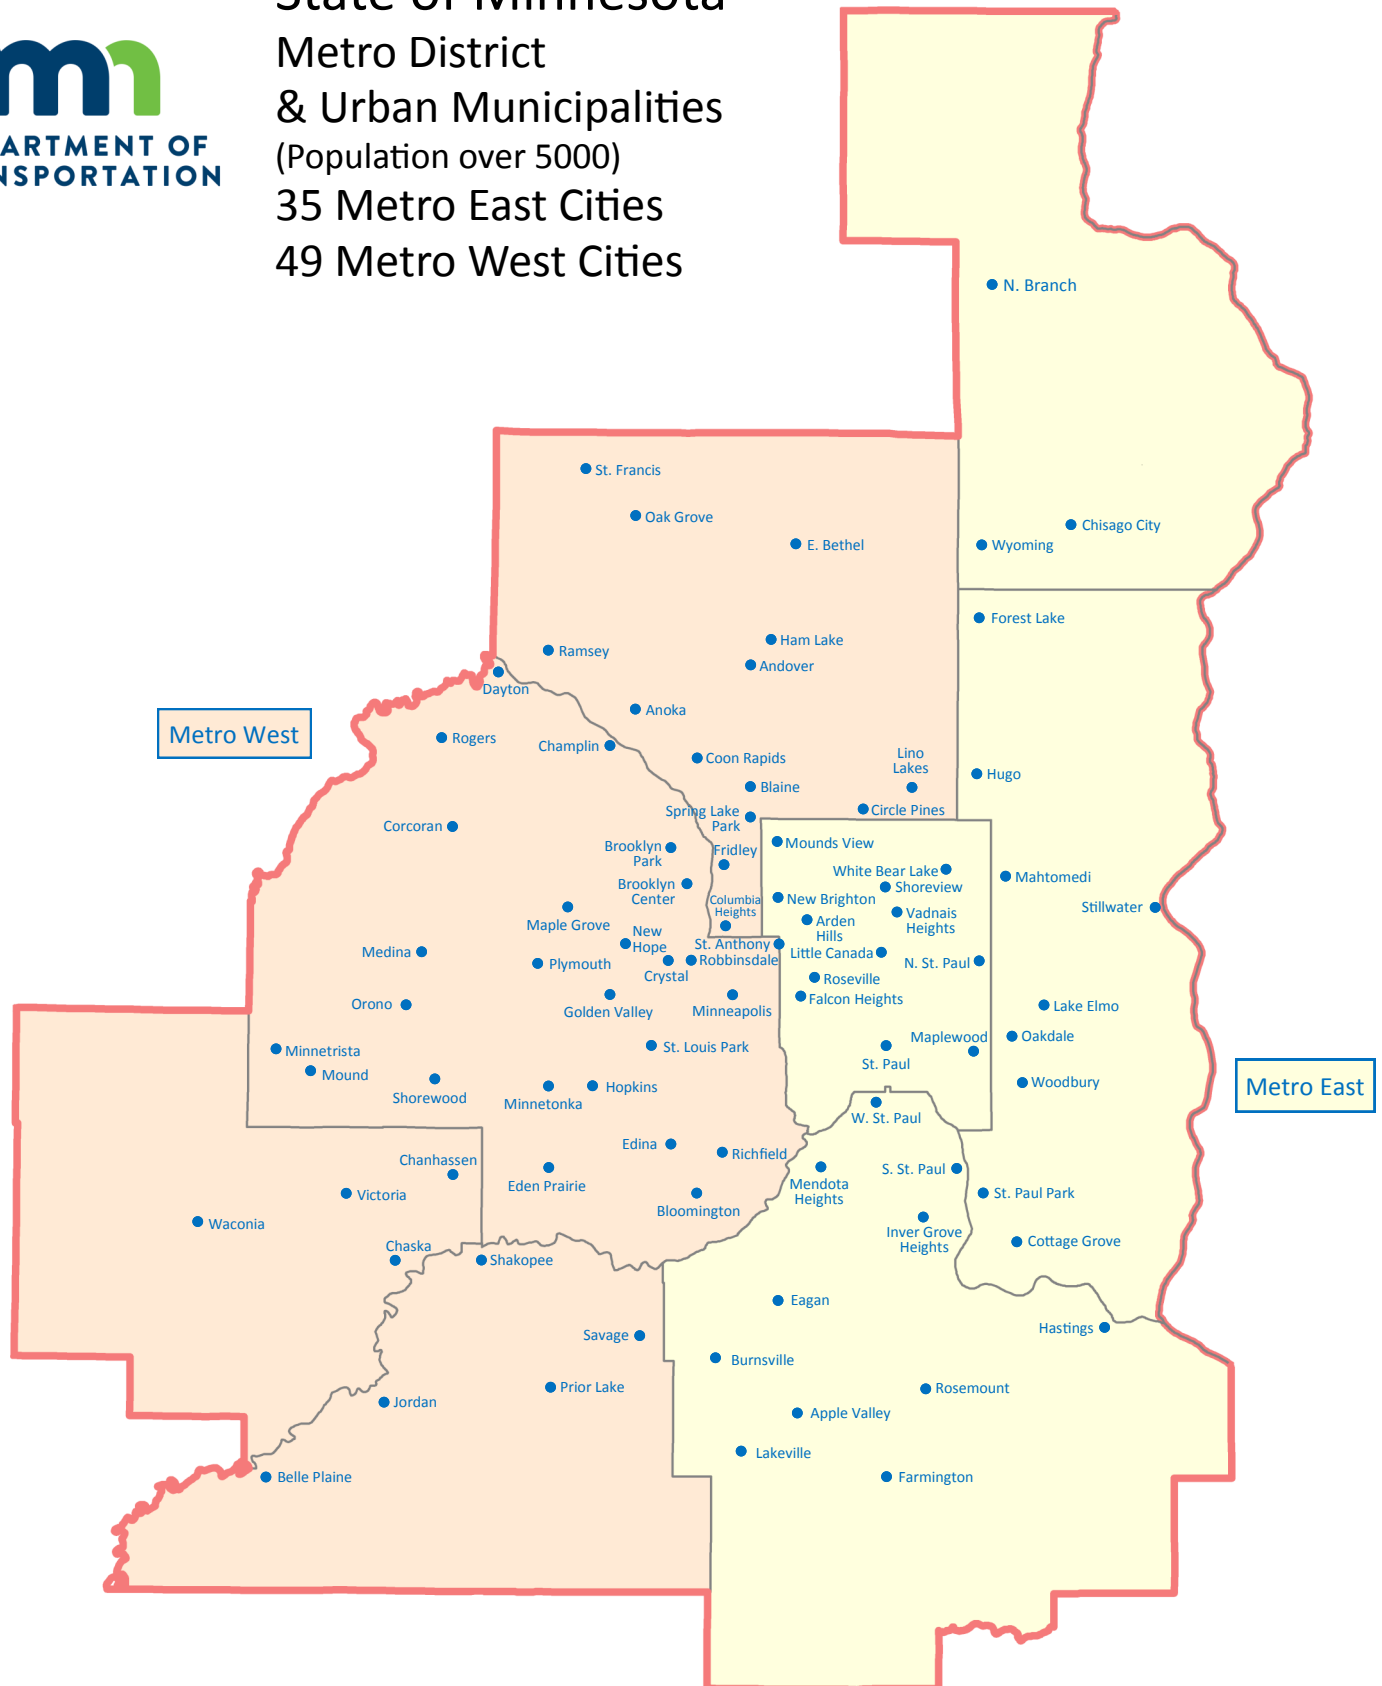 State of Minnesota
Metro District
& Urban Municipalities
(Population over 5000)
35 Metro East Cities
49 Metro West Cities
ARTMENT OF
NSPORTATION
N. Branch
St. Francis
Oak Grove
E. Bethel
Chisago City
Wyoming
Forest Lake
Ham Lake
Ramsey
Andover
Dayton
Anoka
Metro West
Rogers
Champlin
Coon Rapids
Lino
Lakes
Hugo
Blaine
Spring Lake
Park
Circle Pines
Corcoran
Brooklyn
Park
Fridley
Mounds View
White Bear Lake
Shoreview
Mahtomedi
Brooklyn
Center
Columbia
Heights
New Brighton
Stillwater
Arden
Hills
Vadnais
Heights
Maple Grove
New
Hope
St. Anthony
Medina
Plymouth
Crystal
Robbinsdale
Little Canada
N. St. Paul
Roseville
Falcon Heights
Orono
Golden Valley
Minneapolis
Lake Elmo
Minnetrista
St. Louis Park
Maplewood
Oakdale
St. Paul
Mound
Shorewood
Minnetonka
Hopkins
Woodbury
Metro East
W. St. Paul
Edina
Richfield
Chanhassen
Eden Prairie
Mendota
Heights
S. St. Paul
Victoria
Bloomington
St. Paul Park
Waconia
Inver Grove
Heights
Cottage Grove
Chaska
Shakopee
Eagan
Savage
Hastings
Burnsville
Prior Lake
Rosemount
Jordan
Apple Valley
Lakeville
Belle Plaine
Farmington